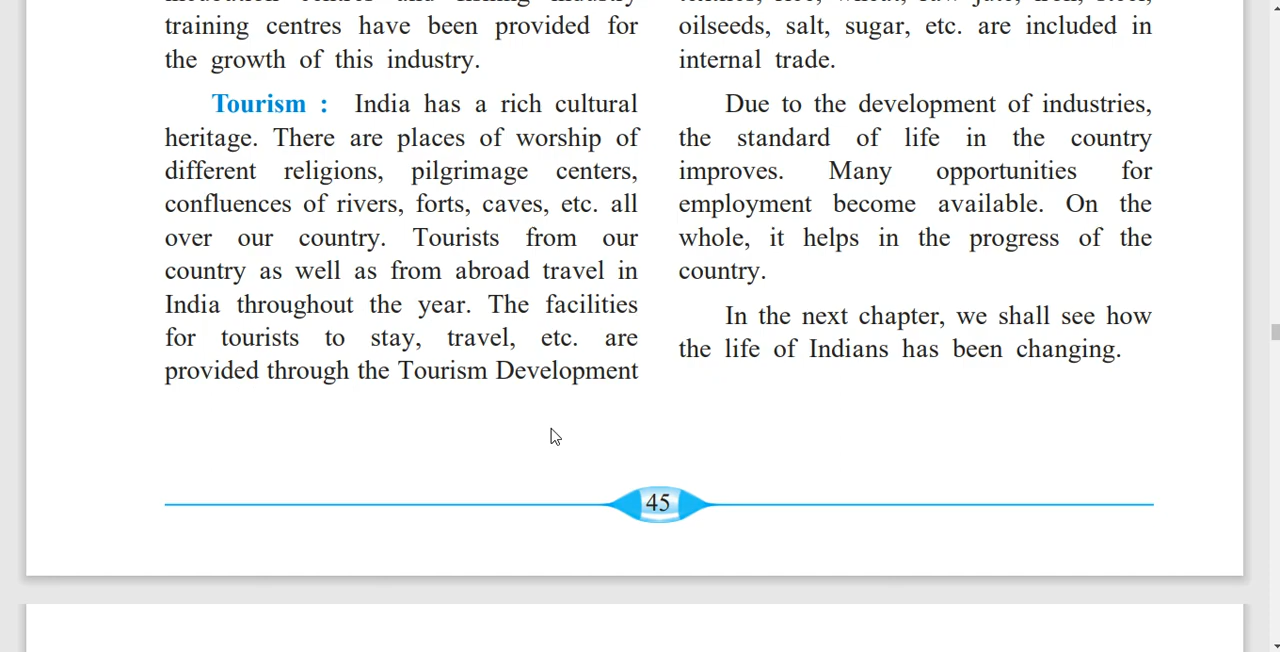 training centres have been provided for
the growth of this industry.
Tourism : India has a rich cultural
heritage. There are places of worship of
different religions, pilgrimage centers,
confluences of rivers, forts, caves, etc. all
over our country. Tourists from our
country as well as from abroad travel in
India throughout the year. The facilities
for tourists to stay, travel, etc. are
provided through the Tourism Development
oilseeds, salt, sugar, etc. are included in
internal trade.
Due to the development of industries,
the standard of life in the country
improves. Many opportunities for
employment become available. On the
whole, it helps in the progress of the
country.
In the next chapter, we shall see how
the life of Indians has been changing.
45